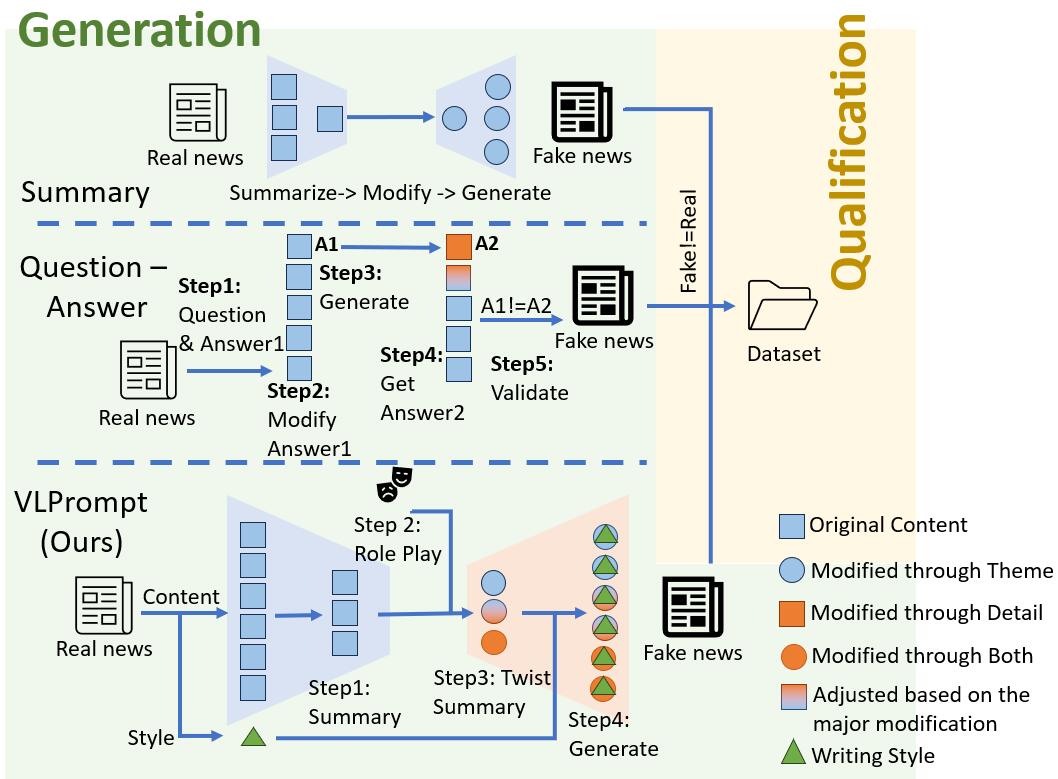 Generation
Qualification
Real news
Fake news
Summary
Summarize-> Modify -> Generate
Fake!=Real
Question –
Answer
Step1:
Question
& Answer1
A1
Step3:
Generate
A2
A1!=A2
Fake news
Step4:
Get
Answer2
Step5:
Validate
Real news
Step2:
Modify
Answer1
Dataset
VLPrompt
(Ours)
Step 2:
Role Play
Content
Real news
Step1:
Summary
Step3: Twist
Summary
Step4:
Generate
Fake news
Style
Original Content
Modified through Theme
Modified through Detail
Modified through Both
Adjusted based on the
major modification
Writing Style